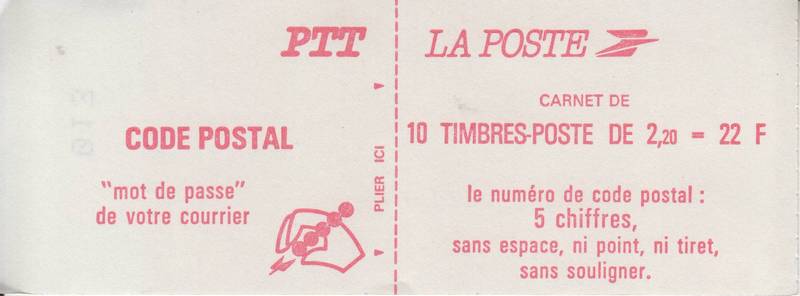 PTT
CODE POSTAL
"mot de passe"
de votre courrier
PLIER ICI
LA POSTE
CARNET DE
10 TIMBRES-POSTE DE 2,20 = 22 F
le numéro de code postal :
5 chiffres,
sans espace, ni point, ni tiret,
sans souligner.